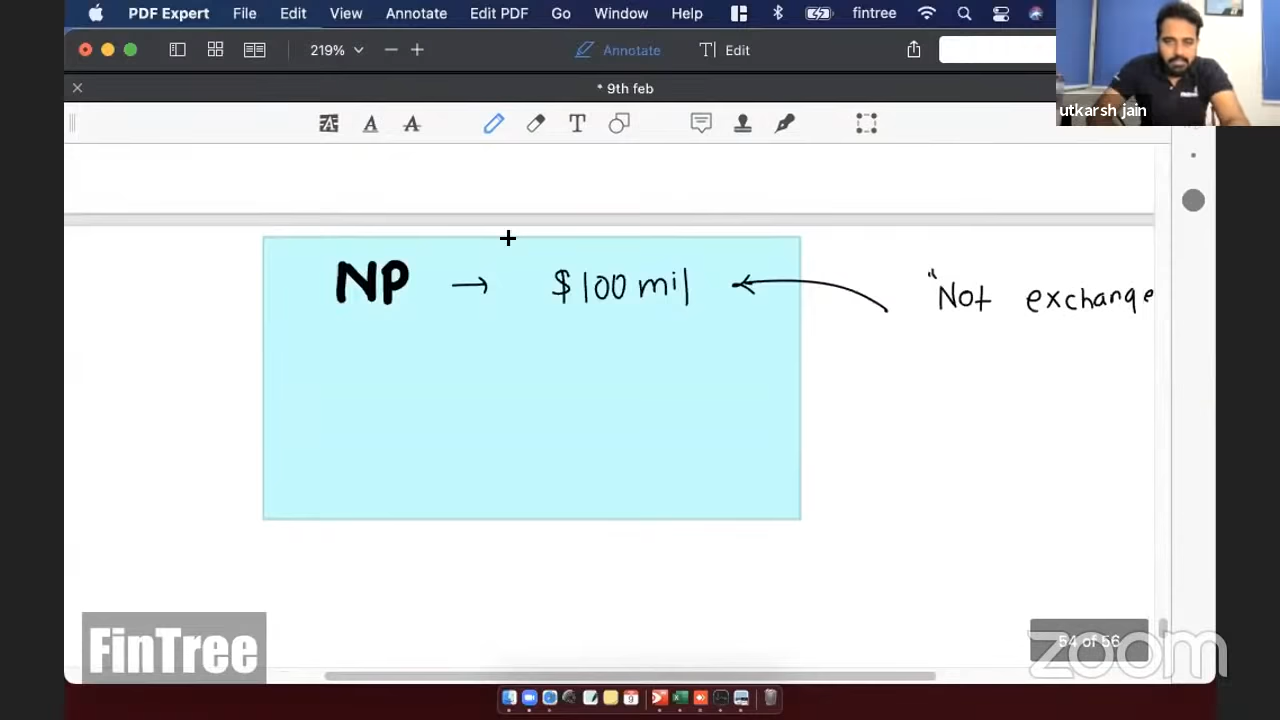 PDF Expert File Edit View Annotate Edit PDF Go Window Help fintree
219% Annotate T| Edit
* 9th feb
utkarsh jain
NP → $100 mil ← "Not exchange
FinTree
54 of 56
zoom